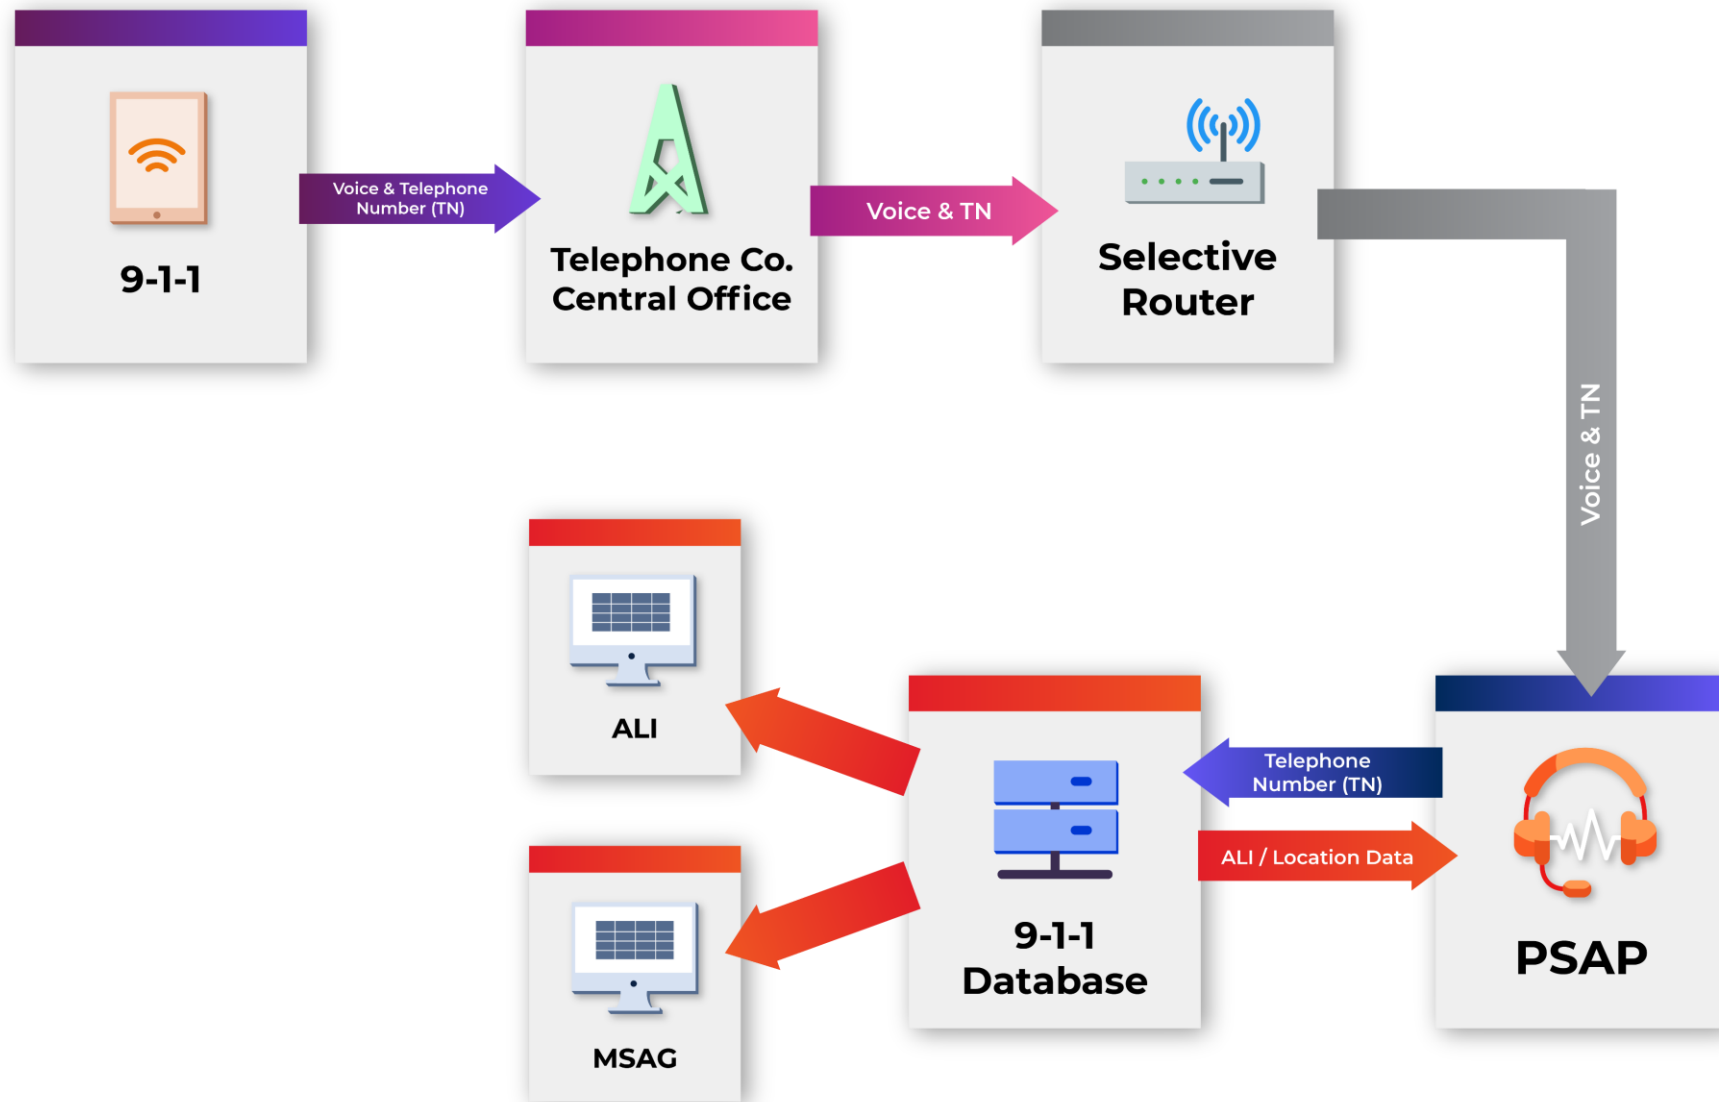 Voice & Telephone
Number (TN)
9-1-1
Telephone Co.
Central Office
Voice & TN
Selective
Router
Voice & TN
ALI
MSAG
9-1-1
Database
Telephone
Number (TN)
ALI / Location Data
PSAP